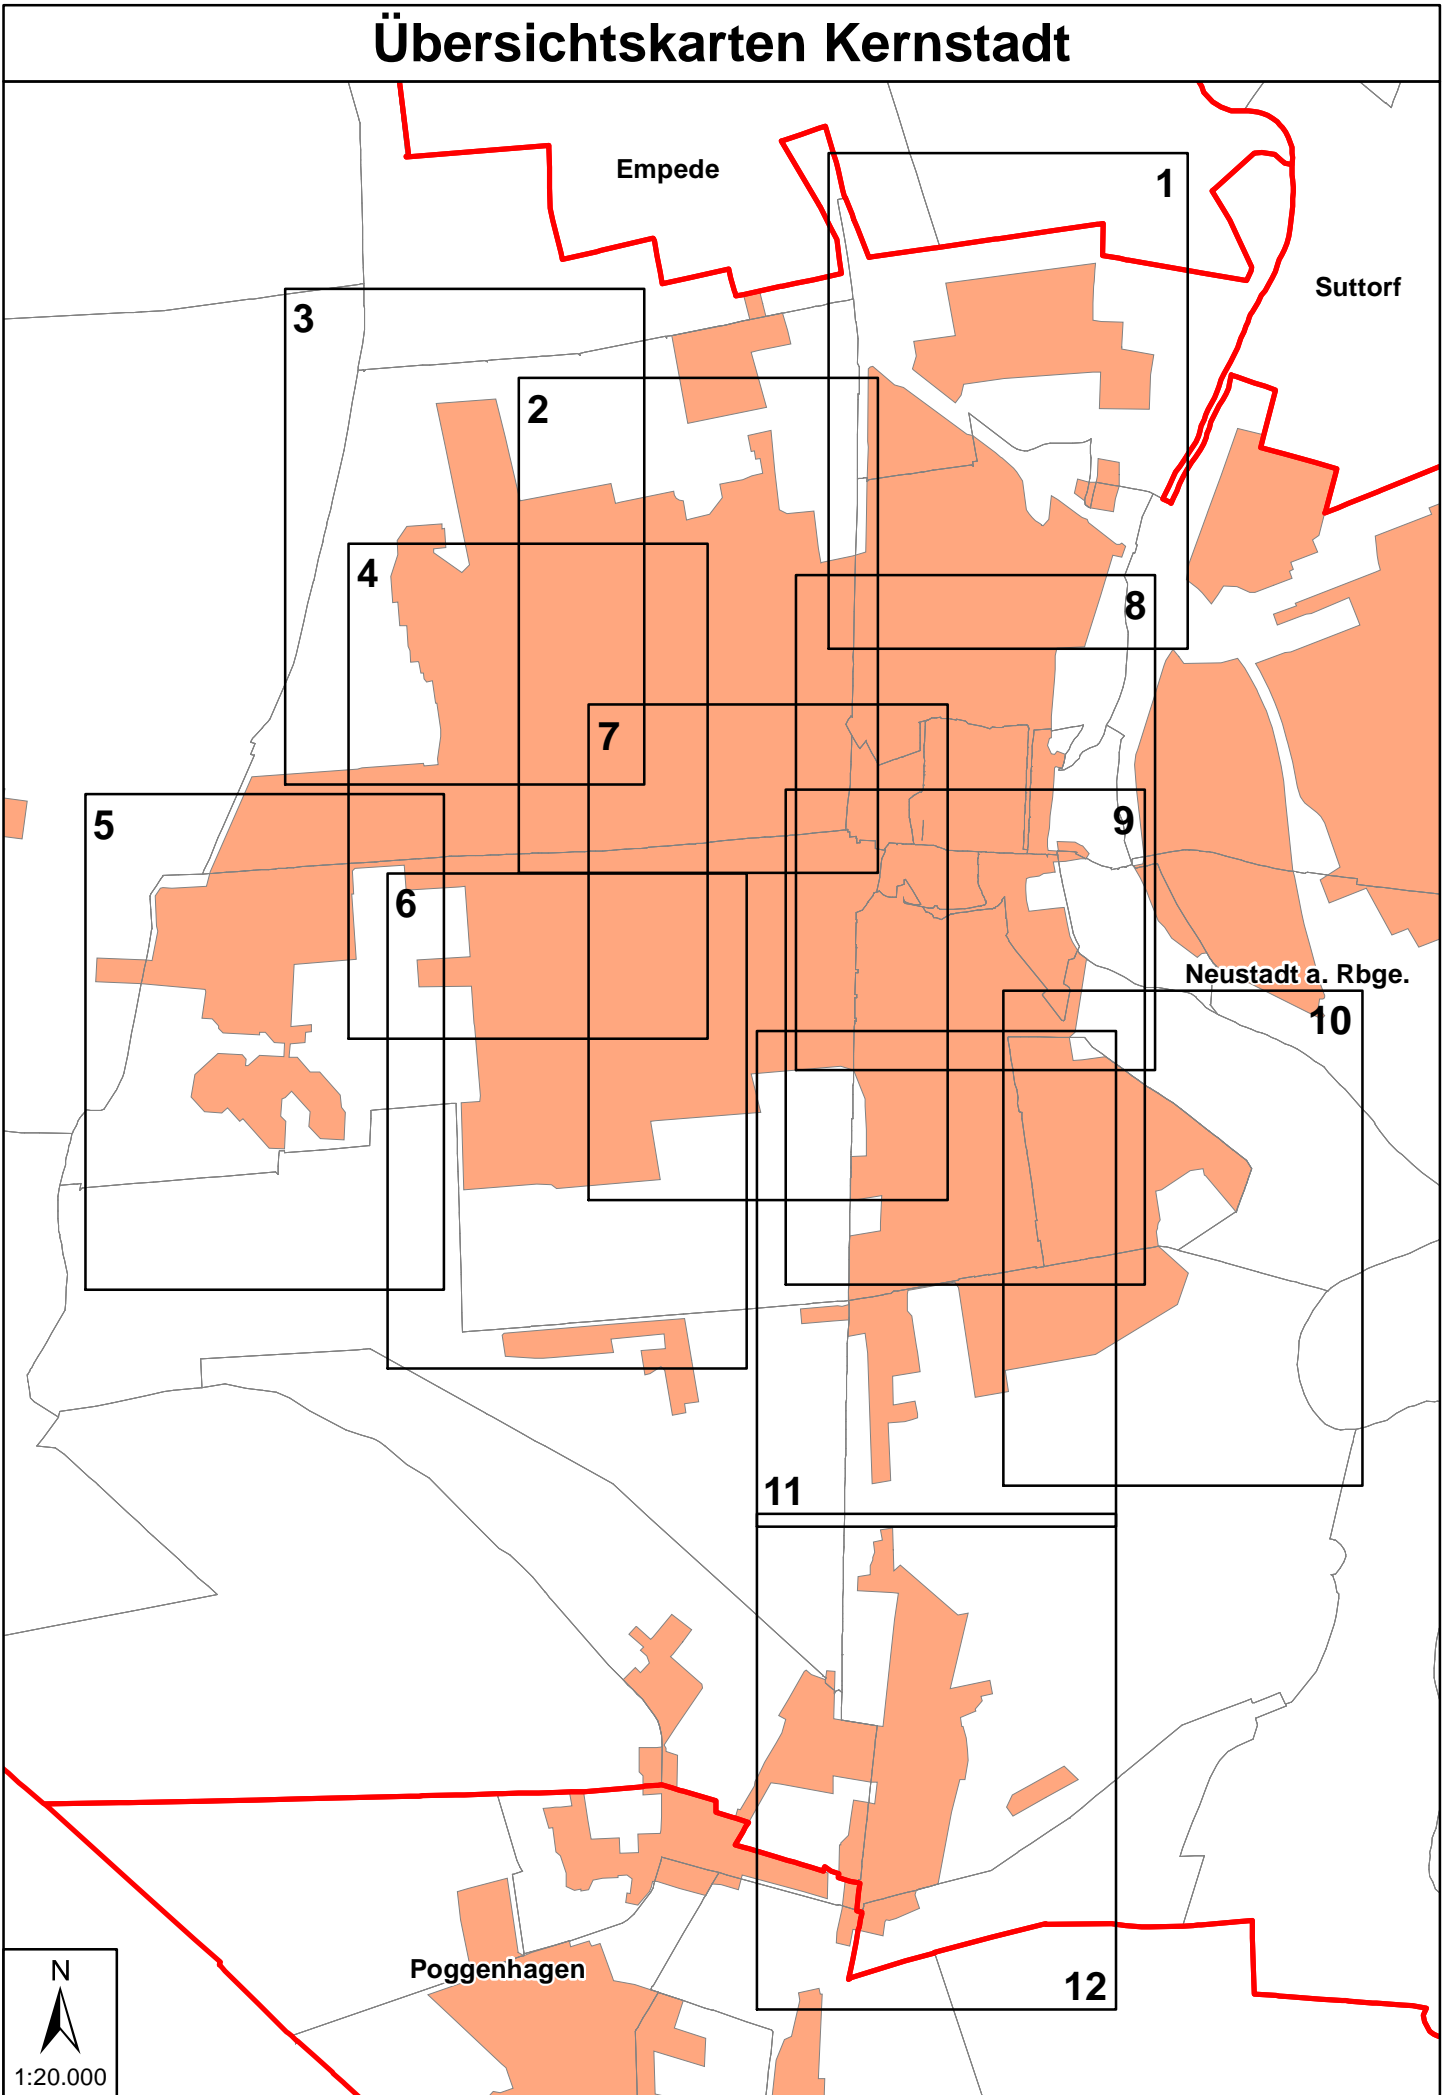 Übersichtskarten Kernstadt
Empede
1
Suttorf
3
2
4
8
7
5
9
6
Neustadt a. Rbge.
10
11
Poggenhagen
12
N
1:20.000